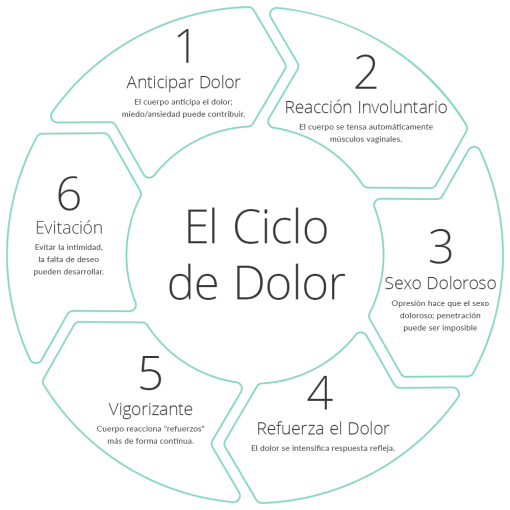 1
Anticipar Dolor
El cuerpo anticipa el dolor;
miedo/ansiedad puede contribuir.
2
Reacción Involuntario
El cuerpo se tensa automáticamente
músculos vaginales.
3
Sexo Doloroso
Opresión hace que el sexo
doloroso; penetración
puede ser imposible
4
Refuerza el Dolor
El dolor se intensifica respuesta refleja.
5
Vigorizante
Cuerpo reacciona "refuerzos"
más de forma continua.
6
Evitación
Evitar la intimidad,
la falta de deseo
pueden desarrollar.
El Ciclo
de Dolor